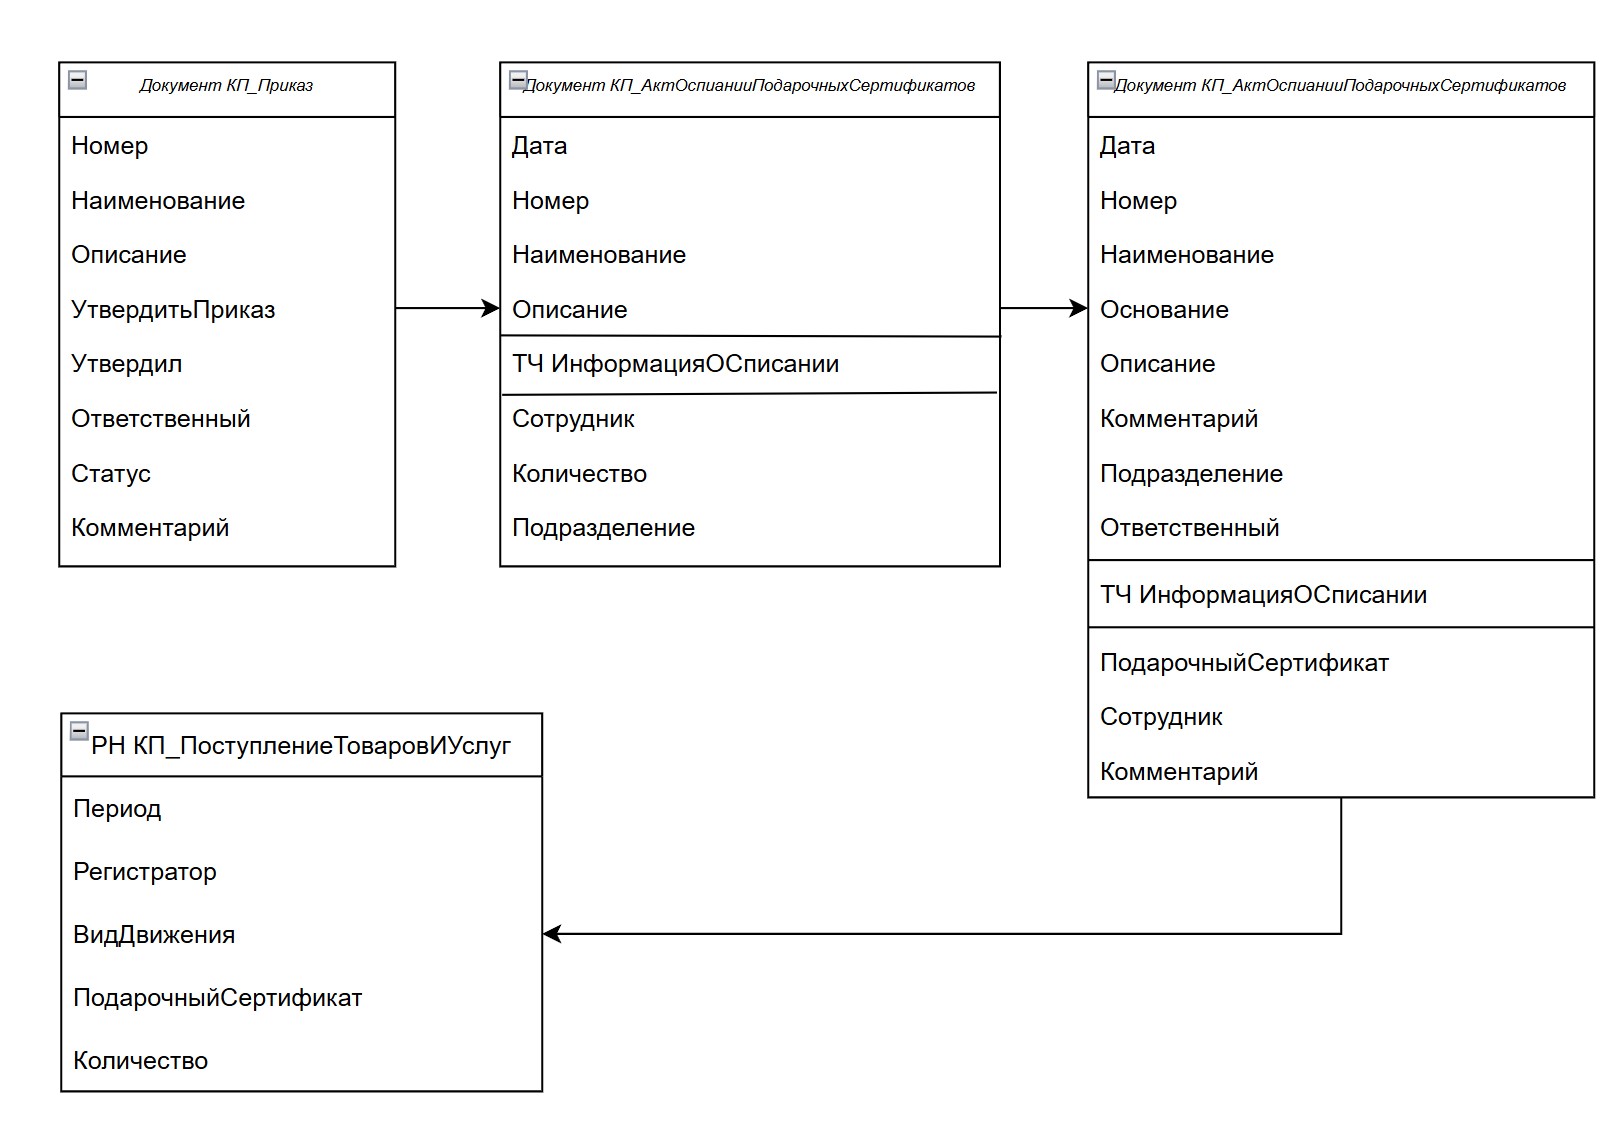 Документ КП_Приказ
Номер
Наименование
Описание
УтвердитьПриказ
Утвердил
Ответственный
Статус
Комментарий
Документ КП_АктОспианииПодарочныхСертификатов
Дата
Номер
Наименование
Описание
ТЧ ИнформацияОСписании
Сотрудник
Количество
Подразделение
Документ КП_АктОспианииПодарочныхСертификатов
Дата
Номер
Наименование
Основание
Описание
Комментарий
Подразделение
Ответственный
ТЧ ИнформацияОСписании
ПодарочныйСертификат
Сотрудник
Комментарий
РН КП_ПоступлениеТоваровИУслуг
Период
Регистратор
ВидДвижения
ПодарочныйСертификат
Количество